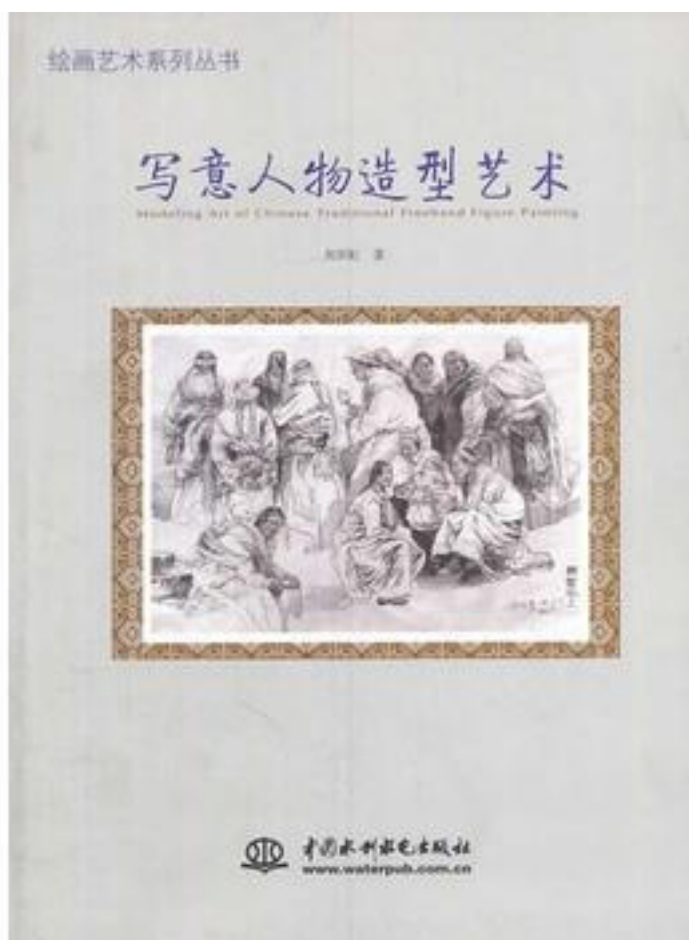 绘画艺术系列丛书
写意人物造型艺术
Modeling Art of Chinese Traditional Freehand Figure Painting
著
中国水利水电出版社
www.waterpub.com.cn